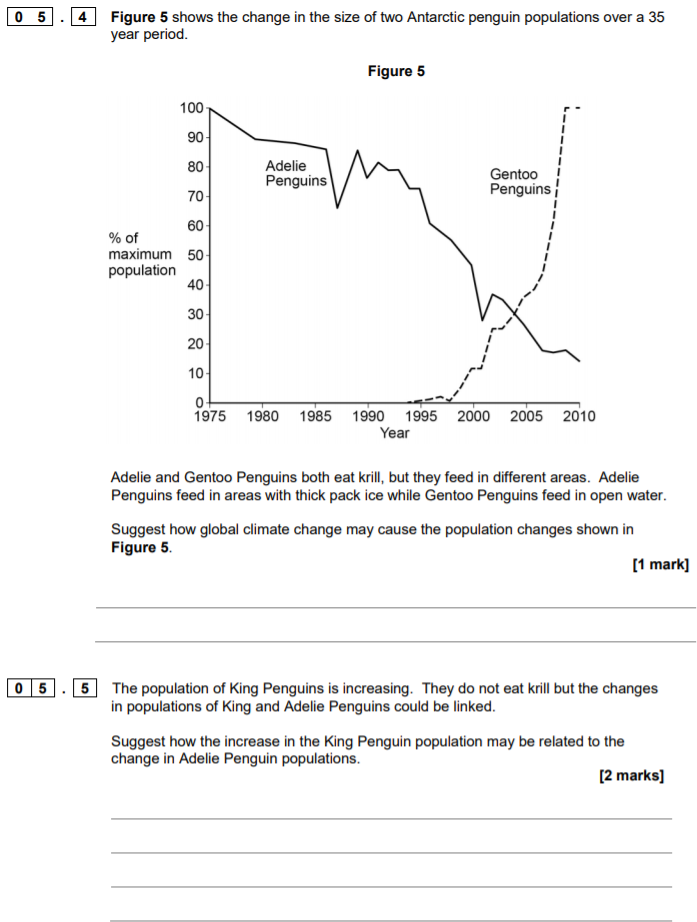 0 5 . 4 Figure 5 shows the change in the size of two Antarctic penguin populations over a 35
year period.
Figure 5
100
90
80
70
60
50
40
30
20
10
0
% of
maximum
population
Adelie
Penguins
Gentoo
Penguins
1975 1980 1985 1990 1995 2000 2005 2010
Year
Adelie and Gentoo Penguins both eat krill, but they feed in different areas. Adelie
Penguins feed in areas with thick pack ice while Gentoo Penguins feed in open water.
Suggest how global climate change may cause the population changes shown in
Figure 5.
[1 mark]
0 5 . 5 The population of King Penguins is increasing. They do not eat krill but the changes
in populations of King and Adelie Penguins could be linked.
Suggest how the increase in the King Penguin population may be related to the
change in Adelie Penguin populations.
[2 marks]